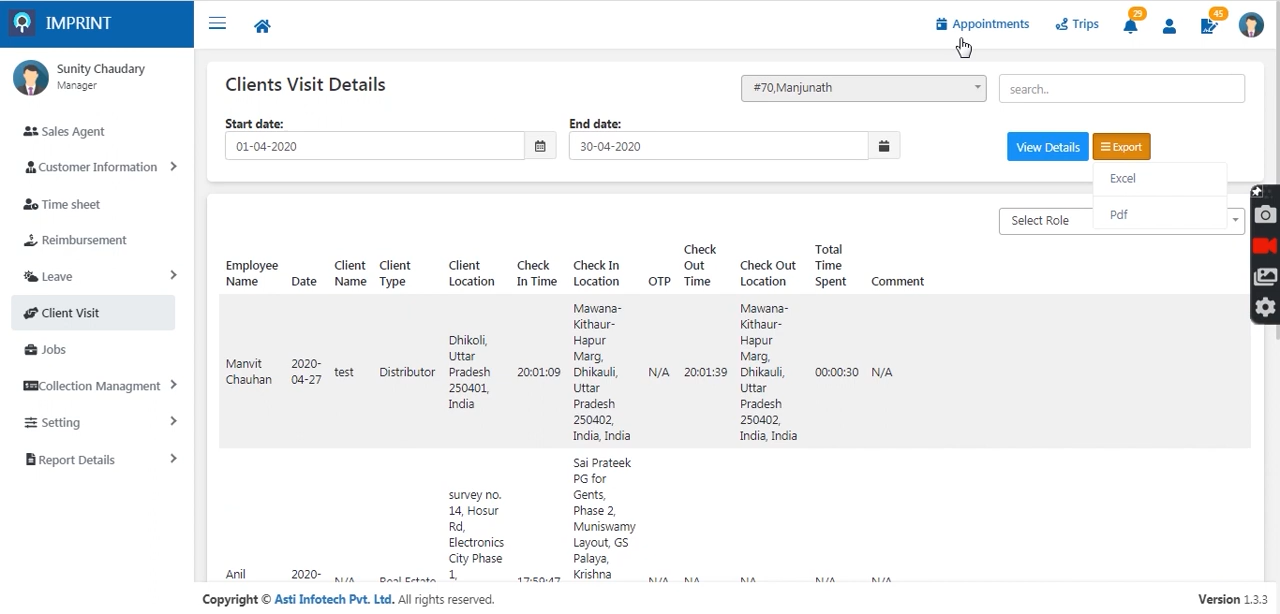 IMPRINT
Appointments
Trips
29
45
Sunity Chaudary
Manager
Sales Agent
Customer Information
Time sheet
Reimbursement
Leave
Client Visit
Jobs
Collection Managment
Setting
Report Details
Clients Visit Details
#70,Manjunath
search..
Start date:
End date:
01-04-2020
30-04-2020
View Details
Export
Excel
Pdf
Select Role
Employee
Name
Date
Client
Name
Client
Type
Client
Location
Check
In Time
Check In
Location
OTP
Check
Out
Time
Check Out
Location
Total
Time
Spent
Comment
Manvit
Chauhan
2020-
04-27
test
Distributor
Dhikoli,
Uttar
Pradesh
250401,
India
20:01:09
Mawana-
Kithaur-
Hapur
Marg,
Dhikauli,
Uttar
Pradesh
250402,
India, India
N/A
20:01:39
Mawana-
Kithaur-
Hapur
Marg,
Dhikauli,
Uttar
Pradesh
250402,
India, India
00:00:30
N/A
Anil
2020-
N/A
Real Estate
survey no.
14, Hosur
Rd,
Electronics
City Phase
1,
17:59:47
Sai Prateek
PG for
Gents,
Phase 2,
Muniswamy
Layout, GS
Palaya,
Krishna
N/A
NA
NA
N/A
N/A
Copyright © Asti Infotech Pvt. Ltd. All rights reserved.
Version 1.3.3